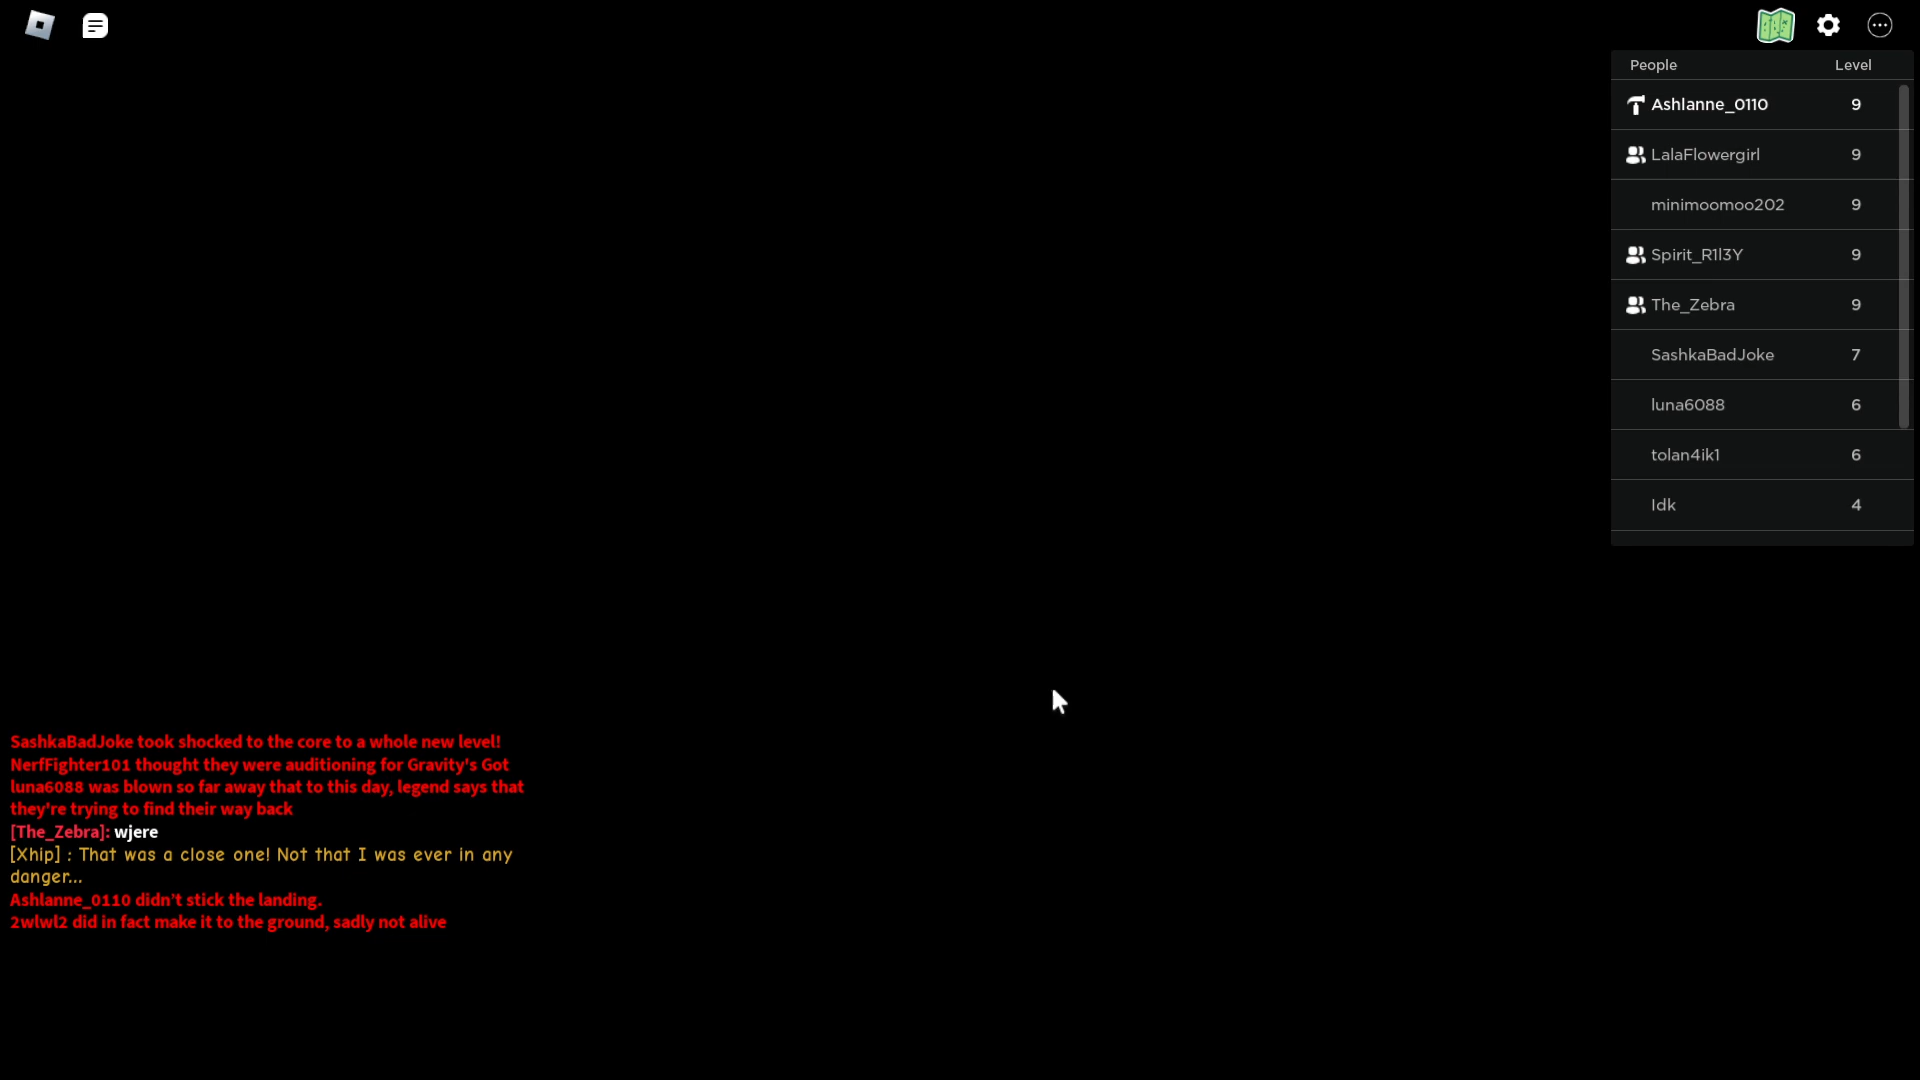 People Level
Ashlanne_0110 9
LalaFlowergirl 9
minimoomoo202 9
Spirit_R1l3Y 9
The_Zebra 9
SashkaBadJoke 7
luna6088 6
tolan4ik1 6
Idk 4
SashkaBadJoke took shocked to the core to a whole new level!
NerfFighter101 thought they were auditioning for Gravity's Got
luna6088 was blown so far away that to this day, legend says that
they're trying to find their way back
[The_Zebra]: wjere
[Xhip] : That was a close one! Not that I was ever in any
danger...
Ashlanne_0110 didn't stick the landing.
2wlwl2 did in fact make it to the ground, sadly not alive